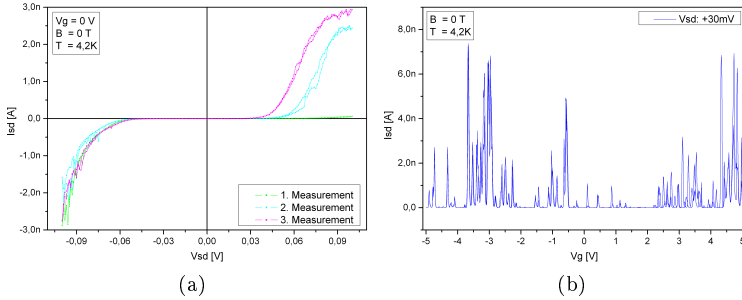 3,0n
2,0n
1,0n
0,0
-1,0n
-2,0n
-3,0n
Isd [A]
Vg = 0 V
B = 0 T
T = 4,2K
1. Measurement
2. Measurement
3. Measurement
-0,09 -0,06 -0,03 0,00 0,03 0,06 0,09
Vsd [V]
(a)
8,0n
6,0n
4,0n
2,0n
0,0
Isd [A]
B = 0 T
T = 4,2K
Vsd: +30mV
-5 -4 -3 -2 -1 0 1 2 3 4 5
Vg [V]
(b)